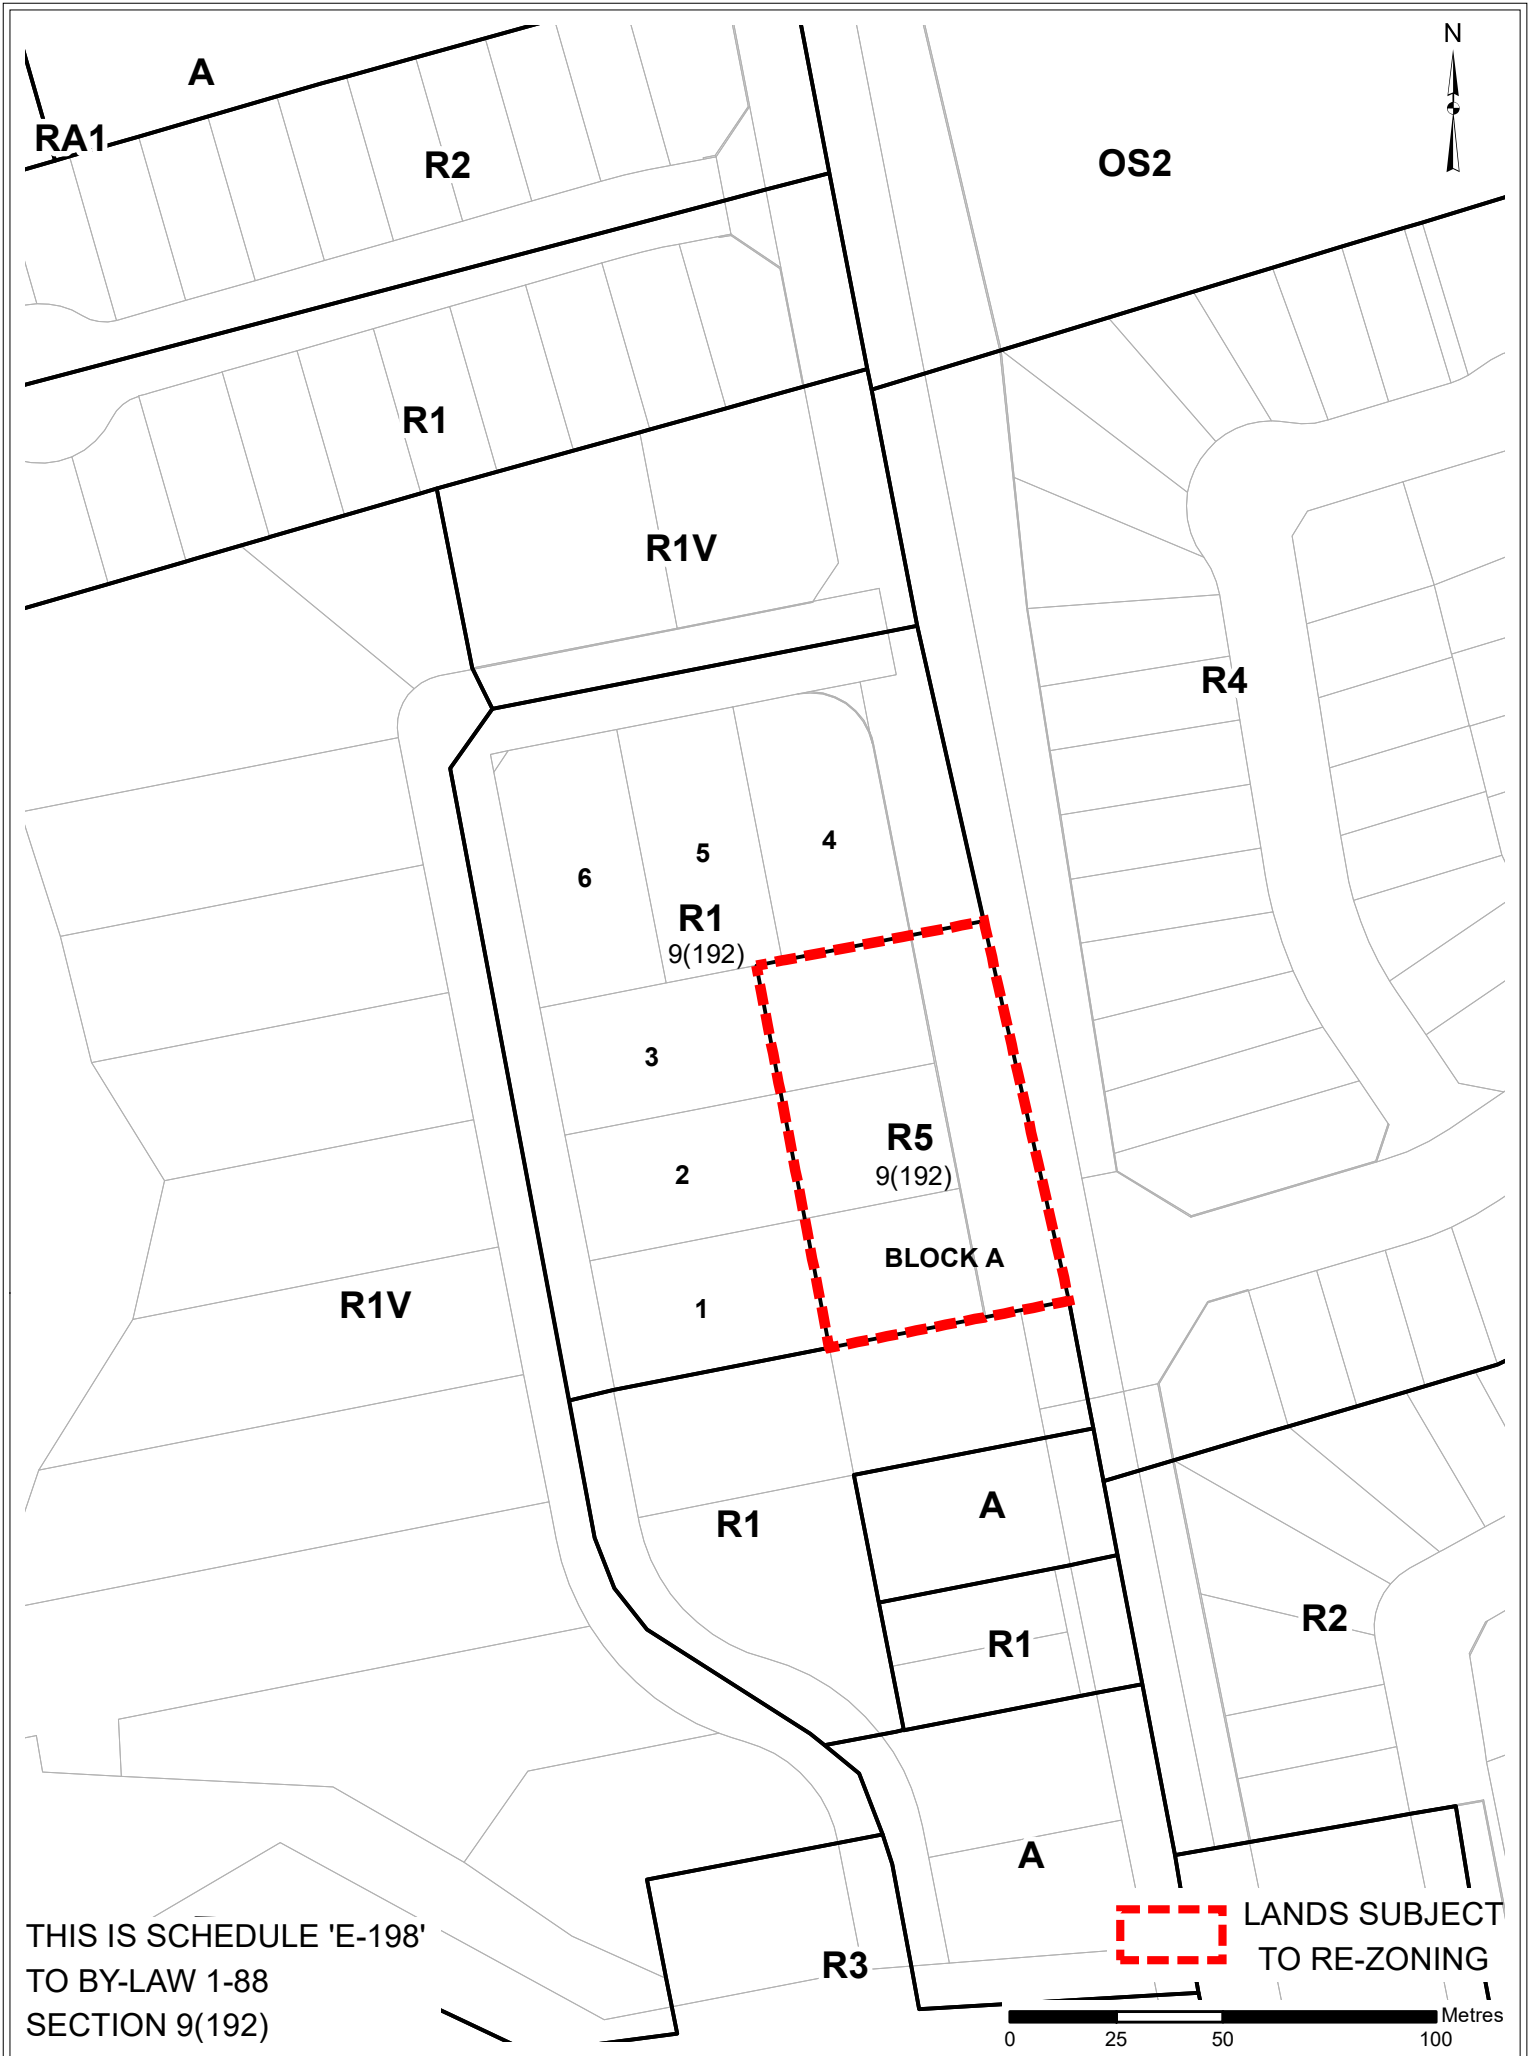 N
A
RA1
R2
OS2
R1
R1V
R4
4
5
6
R1
9(192)
3
R5
9(192)
2
BLOCK A
R1V
1
A
R1
R2
R1
A
R3
THIS IS SCHEDULE 'E-198'
TO BY-LAW 1-88
SECTION 9(192)
LANDS SUBJECT
TO RE-ZONING
Metres
0 25 50 100